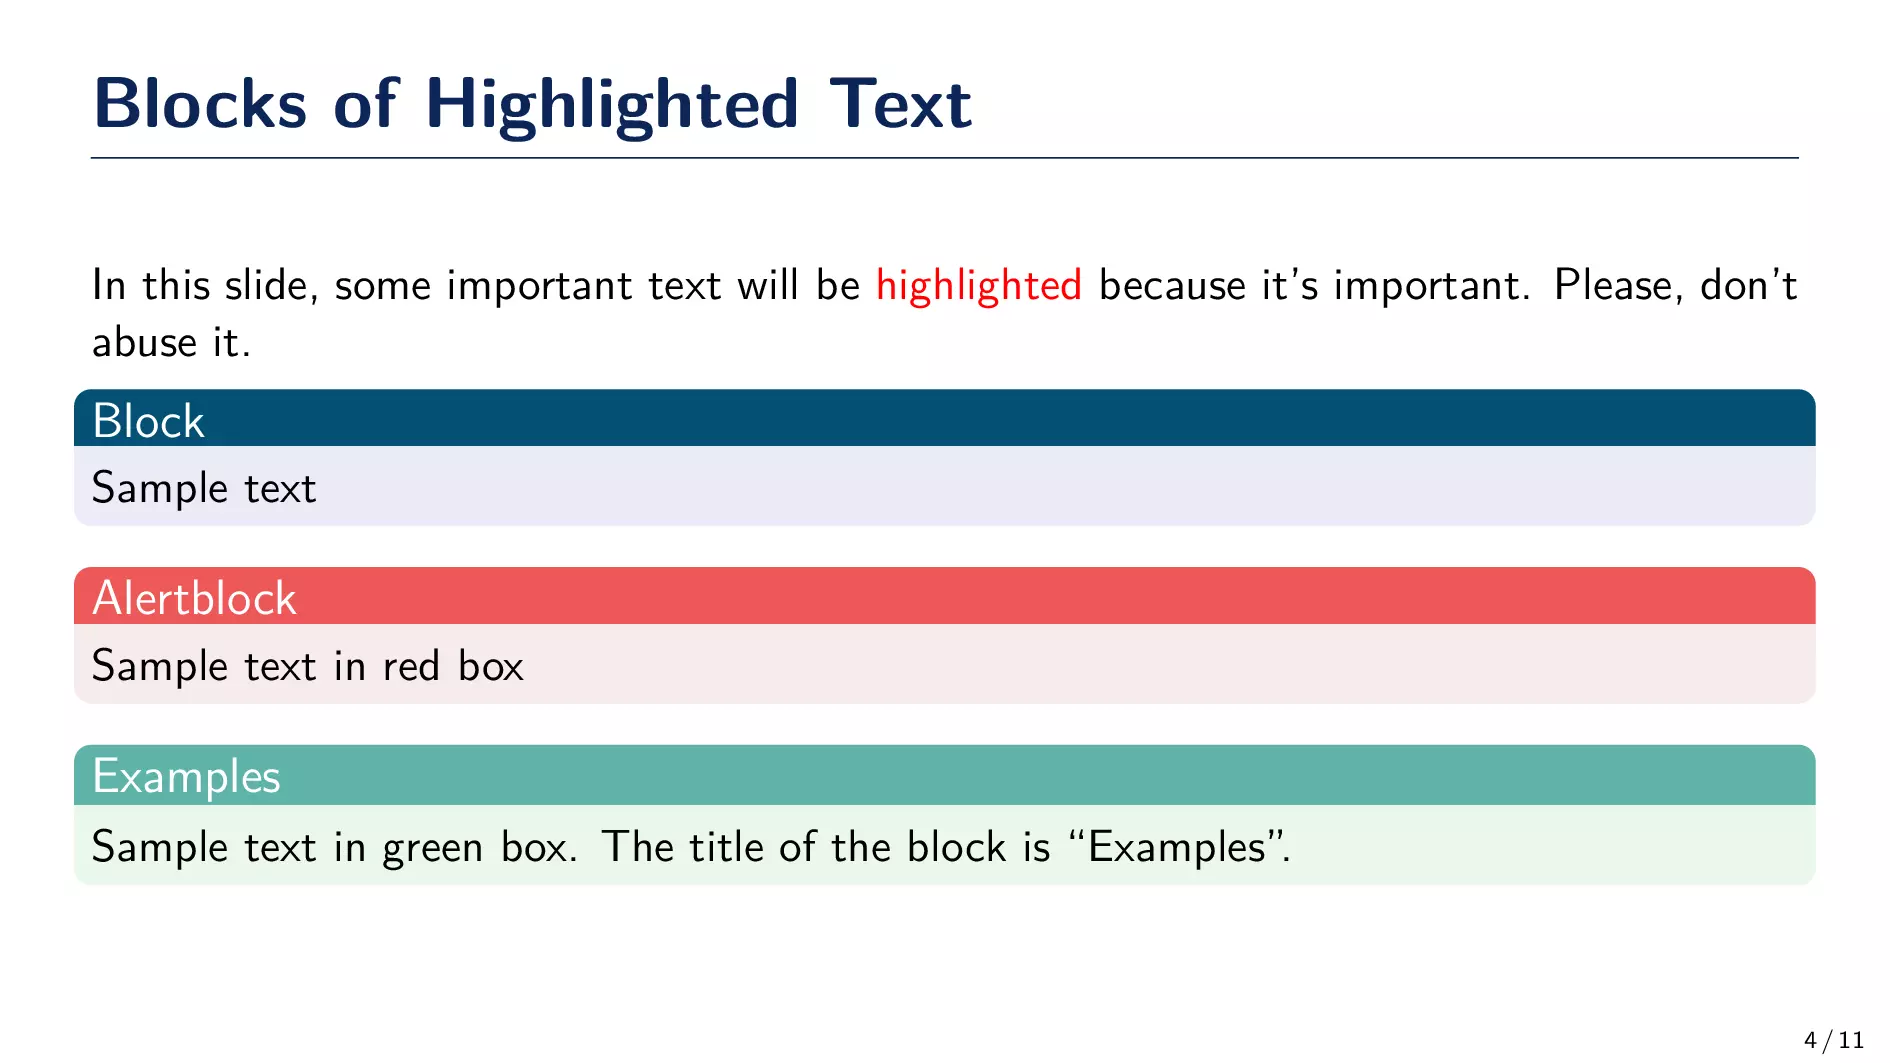 Blocks of Highlighted Text
In this slide, some important text will be highlighted because it’s important. Please, don’t
abuse it.
Block
Sample text
Alertblock
Sample text in red box
Examples
Sample text in green box. The title of the block is “Examples”.
4 / 11